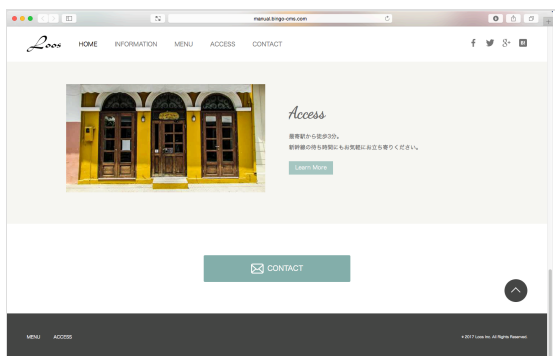 manual.bingo-cms.com
Loos HOME INFORMATION MENU ACCESS CONTACT
Access
最寄駅から徒歩3分。
新幹線の待ち時間にもお気軽にお立ち寄りください。
Learn More
CONTACT
MENU ACCESS
© 2017 Loos Inc. All Rights Reserved.